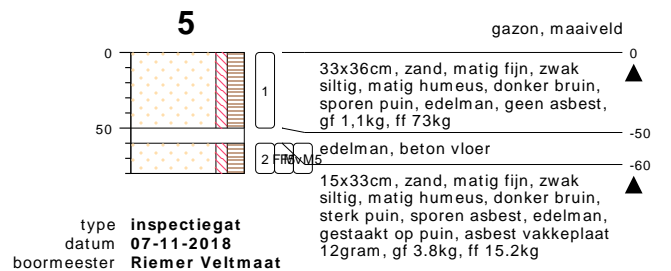 5
gazon, maaiveld
0
0
33x36cm, zand, matig fijn, zwak
siltig, matig humeus, donker bruin,
sporen puin, edelman, geen asbest,
gf 1,1kg, ff 73kg
1
50
-50
edelman, beton vloer
2
-60
15x33cm, zand, matig fijn, zwak
siltig, matig humeus, donker bruin,
sterk puin, sporen asbest, edelman,
gestaakt op puin, asbest vakkeplaat
12gram, gf 3.8kg, ff 15.2kg
type inspectiegat
datum 07-11-2018
boormeester Riemer Veltmaat